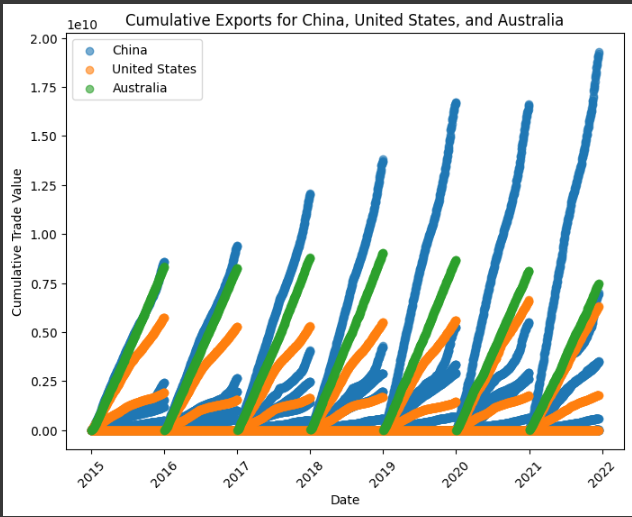 Cumulative Exports for China, United States, and Australia
1e10
China
United States
Australia
2.00
1.75
1.50
1.25
1.00
0.75
0.50
0.25
0.00
Cumulative Trade Value
2015
2016
2017
2018
2019
2020
2021
2022
Date